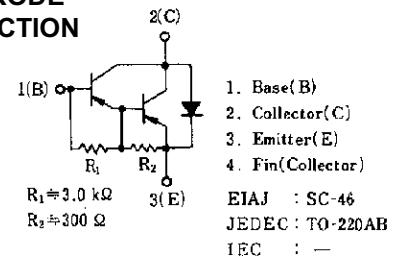 RODE
CTION
2(C)
1(B)
R₁ R₂
3(E)
R₁≒3.0 kΩ
R₂≒300 Ω
1. Base(B)
2. Collector(C)
3. Emitter(E)
4. Fin(Collector)
EIAJ : SC-46
JEDEC : TO-220AB
IEC : —